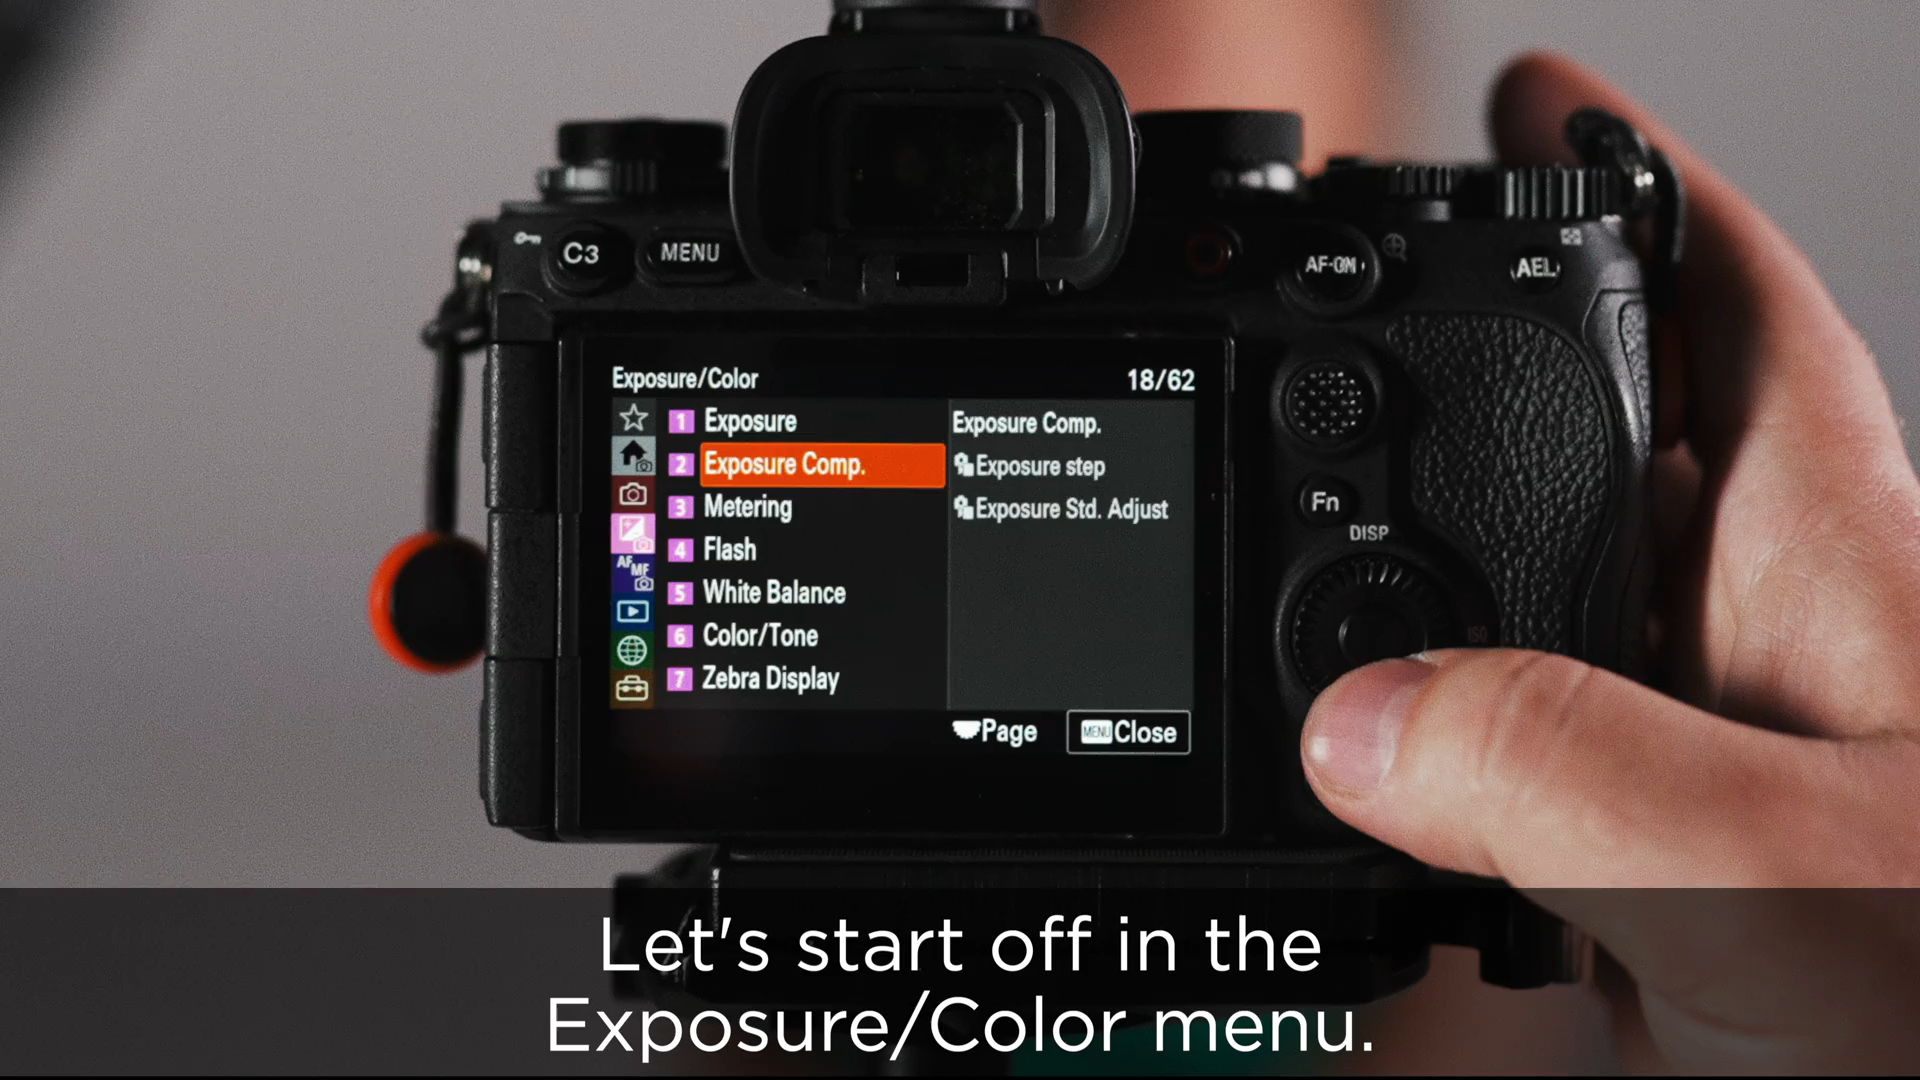 C3
MENU
AF-ON
AEL
Exposure/Color
18/62
1 Exposure
2 Exposure Comp.
3 Metering
4 Flash
5 White Balance
6 Color/Tone
7 Zebra Display
AF MF
Exposure Comp.
Exposure step
Exposure Std. Adjust
Page
MENU Close
Fn
DISP
ISO
Let's start off in the
Exposure/Color menu.